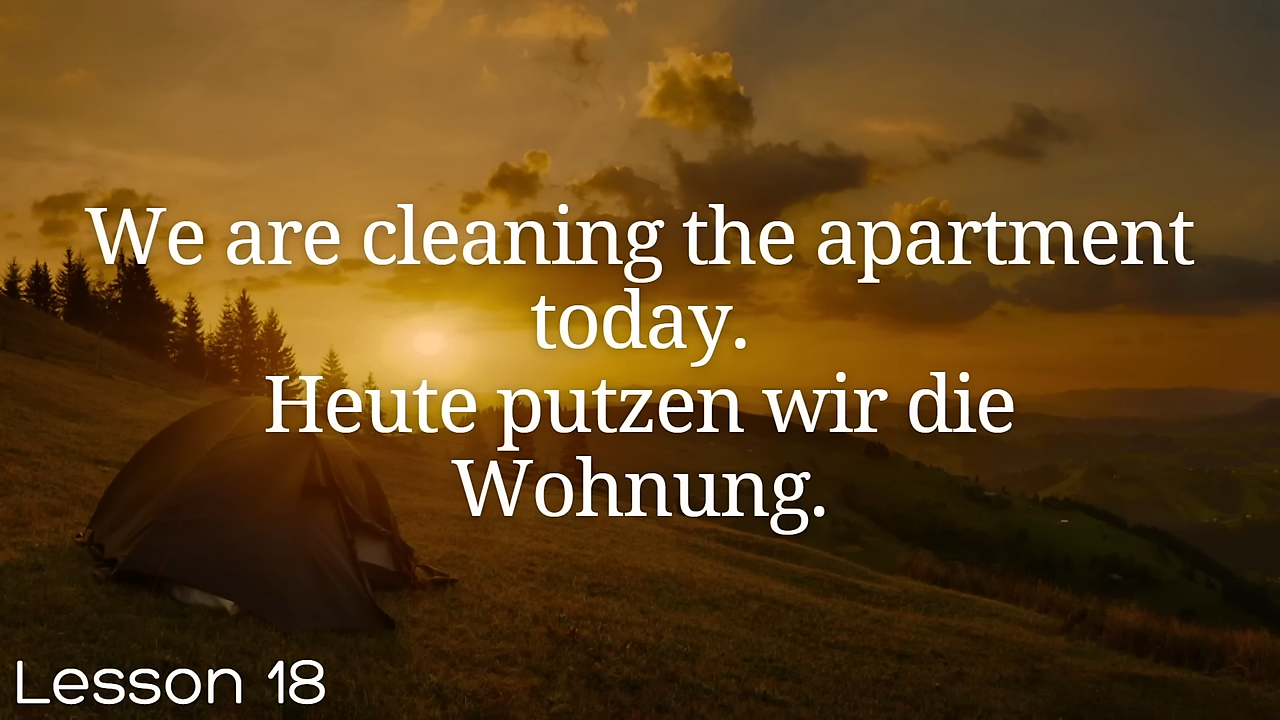 We are cleaning the apartment
today.
Heute putzen wir die
Wohnung.
Lesson 18